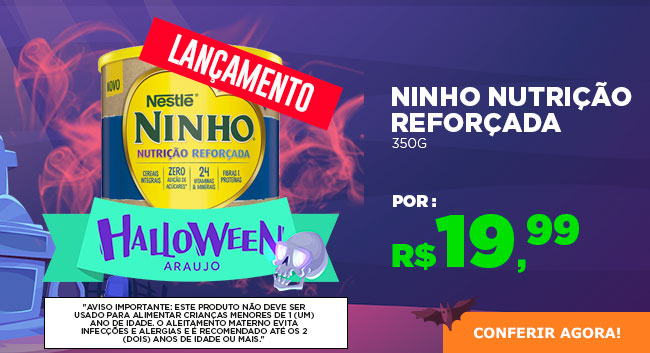 LANÇAMENTO
NOVO
Nestlé
NINHO
NUTRIÇÃO REFORÇADA
CEREAIS INTEGRAIS
ZERO ADIÇÃO DE AÇÚCARES*
24 VITAMINAS & MINERAIS
FIBRAS E PROTEÍNAS
HALLOWEEN
ARAUJO
"AVISO IMPORTANTE: ESTE PRODUTO NÃO DEVE SER
USADO PARA ALIMENTAR CRIANÇAS MENORES DE 1 (UM)
ANO DE IDADE. O ALEITAMENTO MATERNO EVITA
INFECÇÕES E ALERGIAS E É RECOMENDADO ATÉ OS 2
(DOIS) ANOS DE IDADE OU MAIS."
NINHO NUTRIÇÃO
REFORÇADA
350G
POR :
R$19,99
CONFERIR AGORA!